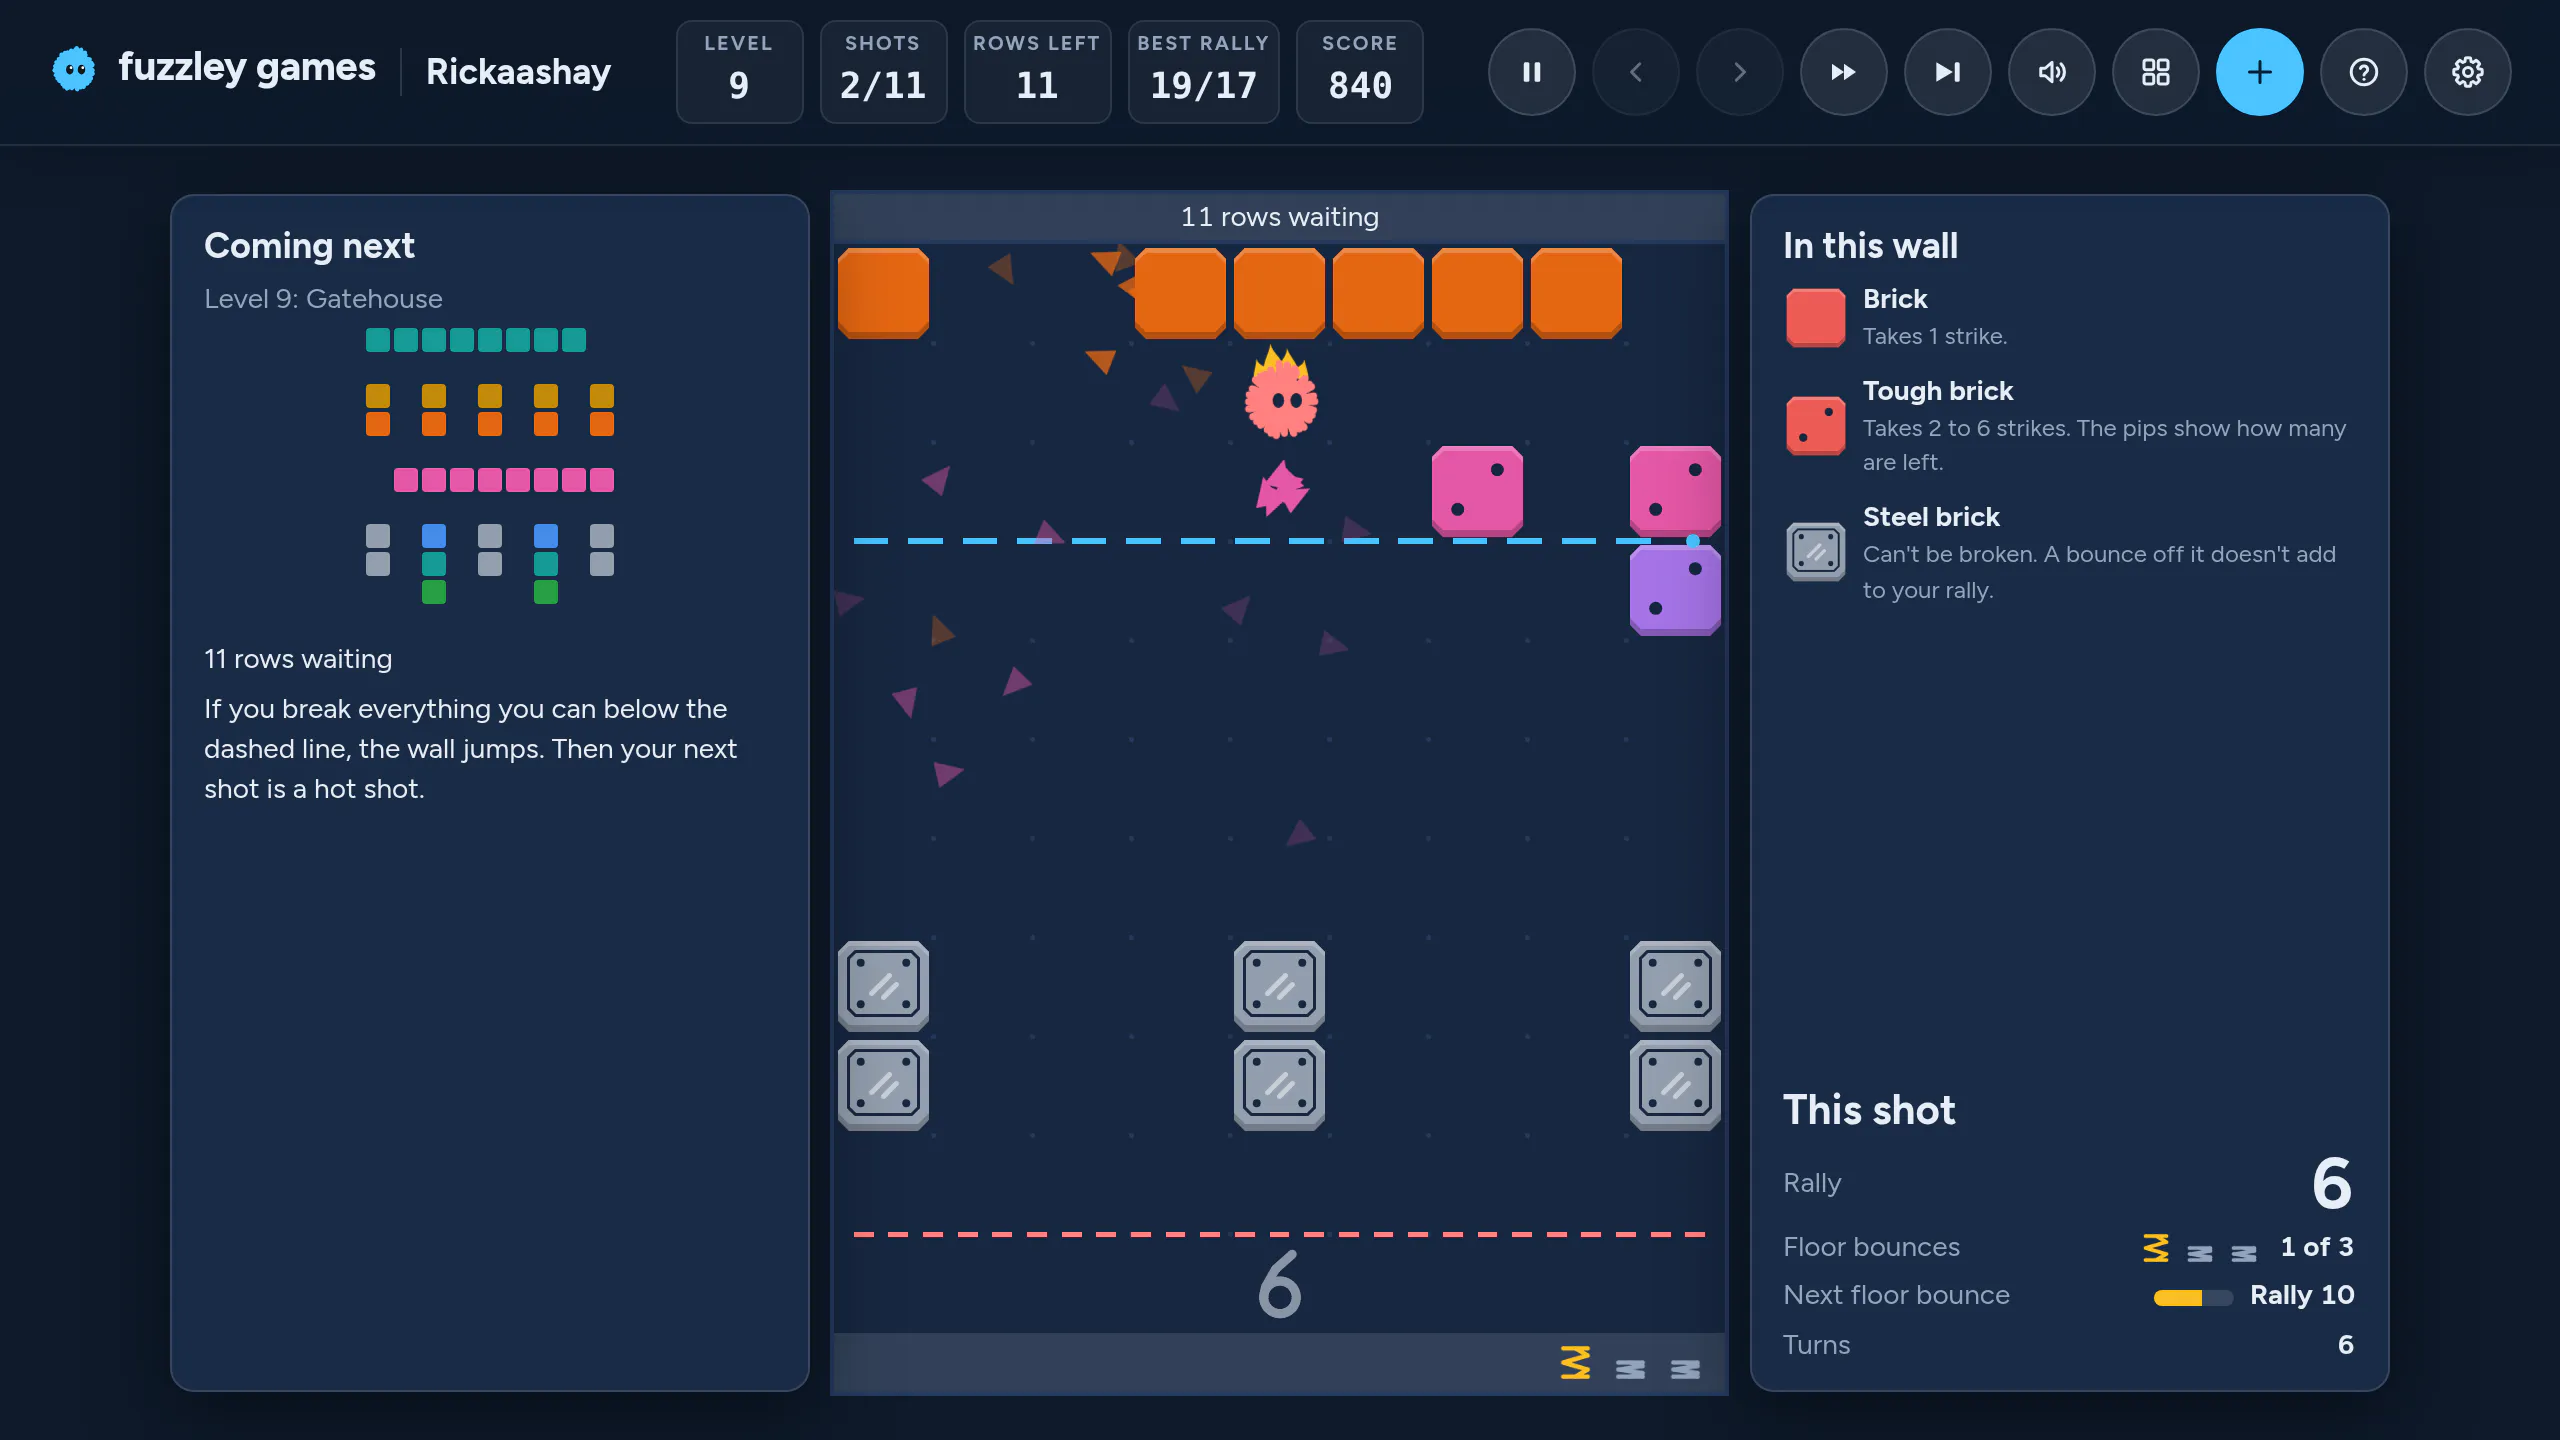 fuzzley games
Rickaashay
LEVEL
9
SHOTS
2/11
ROWS LEFT
11
BEST RALLY
19/17
SCORE
840
Coming next
Level 9: Gatehouse
11 rows waiting
If you break everything you can below the
dashed line, the wall jumps. Then your next
shot is a hot shot.
11 rows waiting
6
In this wall
Brick
Takes 1 strike.
Tough brick
Takes 2 to 6 strikes. The pips show how many
are left.
Steel brick
Can't be broken. A bounce off it doesn't add
to your rally.
This shot
Rally 6
Floor bounces 1 of 3
Next floor bounce Rally 10
Turns 6